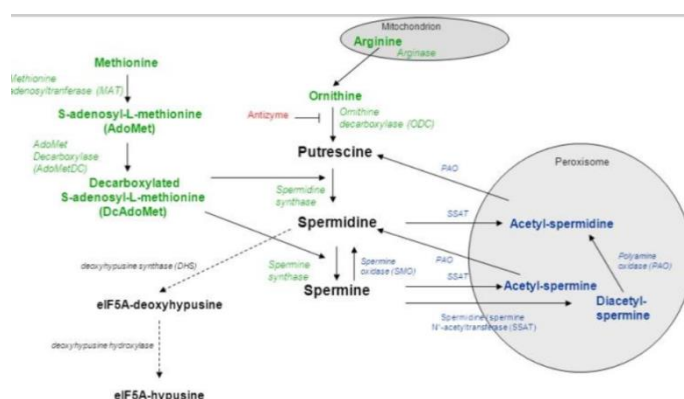 Mitochondrion
Arginine
Arginase
Methionine
Methionine
adenosyltranferase (MAT)
S-adenosyl-L-methionine
(AdoMet)
Ornithine
Antizyme
Ornithine
decarboxylase (ODC)
AdoMet
Decarboxylase
(AdoMetDC)
Putrescine
Peroxisome
PAO
Decarboxylated
S-adenosyl-L-methionine
(DcAdoMet)
Spermidine
synthase
Spermidine
SSAT
Acetyl-spermidine
deoxyhypusine synthase (DHS)
Spermine
synthase
Spermine
oxidase (SMO)
PAO
SSAT
Polyamine
oxidase (PAO)
Spermine
Acetyl-spermine
Diacetyl-
spermine
eIF5A-deoxyhypusine
Spermidine/spermine
N¹-acetyltransferase (SSAT)
deoxyhypusine hydroxylase
eIF5A-hypusine